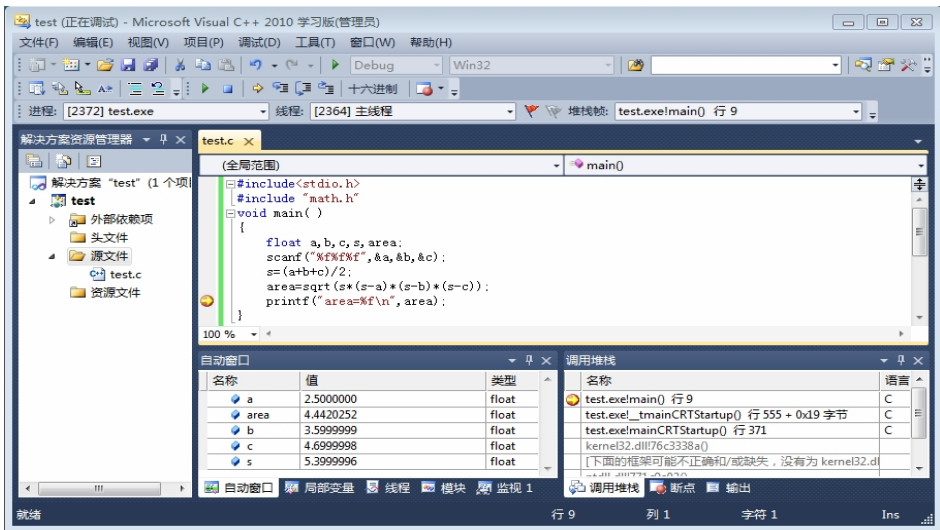 test (正在调试) - Microsoft Visual C++ 2010 学习版(管理员)
文件(F) 编辑(E) 视图(V) 项目(P) 调试(D) 工具(T) 窗口(W) 帮助(H)
Debug Win32
十六进制
进程: [2372] test.exe 线程: [2364] 主线程 堆栈帧: test.exe!main() 行 9
解决方案资源管理器
解决方案 "test" (1 个项
test
外部依赖项
头文件
源文件
test.c
资源文件
test.c
(全局范围) main()
#include<stdio.h>
#include "math.h"
void main( )
{
float a,b,c,s,area;
scanf("%f%f%f",&a,&b,&c);
s=(a+b+c)/2;
area=sqrt(s*(s-a)*(s-b)*(s-c));
printf("area=%f\n",area);
}
100 %
自动窗口
名称 值 类型
a 2.5000000 float
area 4.4420252 float
b 3.5999999 float
c 4.6999998 float
s 5.3999996 float
自动窗口 局部变量 线程 模块 监视 1
调用堆栈
名称 语言
test.exe!main() 行 9 C
test.exe!__tmainCRTStartup() 行 555 + 0x19 字节 C
test.exe!mainCRTStartup() 行 371 C
kernel32.dll!76c3338a()
[下面的框架可能不正确和/或缺失，没有为 kernel32.dl
调用堆栈 断点 输出
就绪 行 9 列 1 字符 1 Ins